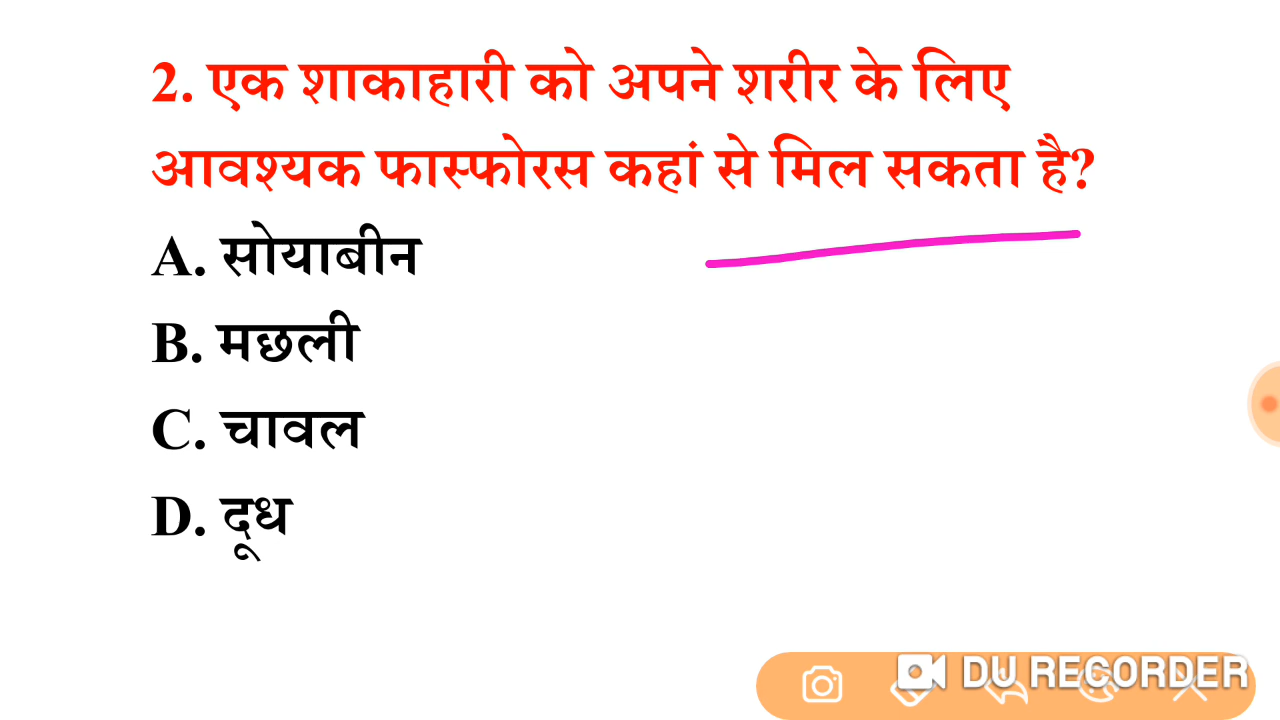 2. एक शाकाहारी को अपने शरीर के लिए
आवश्यक फास्फोरस कहां से मिल सकता है?
A. सोयाबीन
B. मछली
C. चावल
D. दूध
DU RECORDER